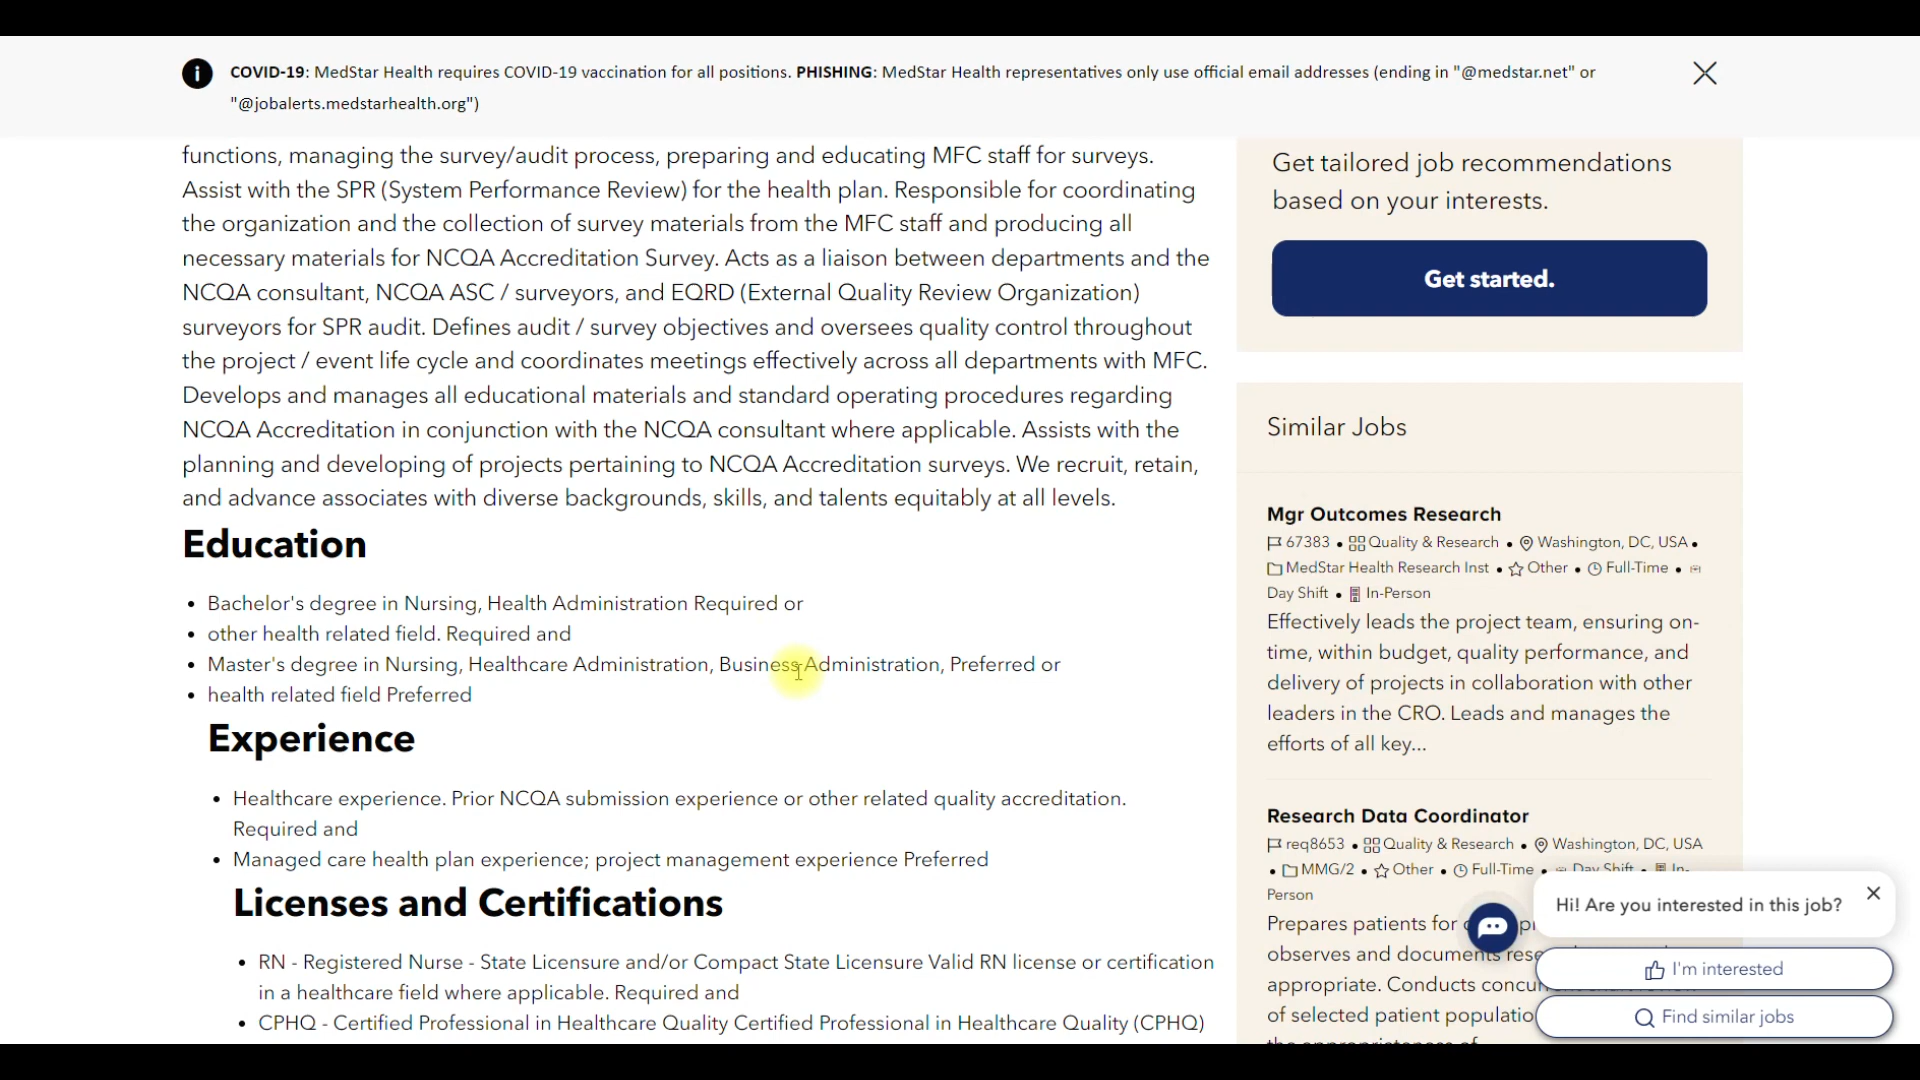 COVID-19: MedStar Health requires COVID-19 vaccination for all positions. PHISHING: MedStar Health representatives only use official email addresses (ending in "@medstar.net" or
"@jobalerts.medstarhealth.org")
functions, managing the survey/audit process, preparing and educating MFC staff for surveys.
Assist with the SPR (System Performance Review) for the health plan. Responsible for coordinating
the organization and the collection of survey materials from the MFC staff and producing all
necessary materials for NCQA Accreditation Survey. Acts as a liaison between departments and the
NCQA consultant, NCQA ASC / surveyors, and EQRD (External Quality Review Organization)
surveyors for SPR audit. Defines audit / survey objectives and oversees quality control throughout
the project / event life cycle and coordinates meetings effectively across all departments with MFC.
Develops and manages all educational materials and standard operating procedures regarding
NCQA Accreditation in conjunction with the NCQA consultant where applicable. Assists with the
planning and developing of projects pertaining to NCQA Accreditation surveys. We recruit, retain,
and advance associates with diverse backgrounds, skills, and talents equitably at all levels.
Education
• Bachelor's degree in Nursing, Health Administration Required or
• other health related field. Required and
• Master's degree in Nursing, Healthcare Administration, Business Administration, Preferred or
• health related field Preferred
Experience
• Healthcare experience. Prior NCQA submission experience or other related quality accreditation.
Required and
• Managed care health plan experience; project management experience Preferred
Licenses and Certifications
• RN - Registered Nurse - State Licensure and/or Compact State Licensure Valid RN license or certification
in a healthcare field where applicable. Required and
• CPHQ - Certified Professional in Healthcare Quality Certified Professional in Healthcare Quality (CPHQ)
Get tailored job recommendations
based on your interests.
Get started.
Similar Jobs
Mgr Outcomes Research
67383 • Quality & Research • Washington, DC, USA •
MedStar Health Research Inst • Other • Full-Time •
Day Shift • In-Person
Effectively leads the project team, ensuring on-
time, within budget, quality performance, and
delivery of projects in collaboration with other
leaders in the CRO. Leads and manages the
efforts of all key...
Research Data Coordinator
req8653 • Quality & Research • Washington, DC, USA
• MMG/2 • Other • Full-Time • Day Shift • In-
Person
Prepares patients for
observes and documents
appropriate. Conducts
of selected patient
Hi! Are you interested in this job?
I'm interested
Find similar jobs